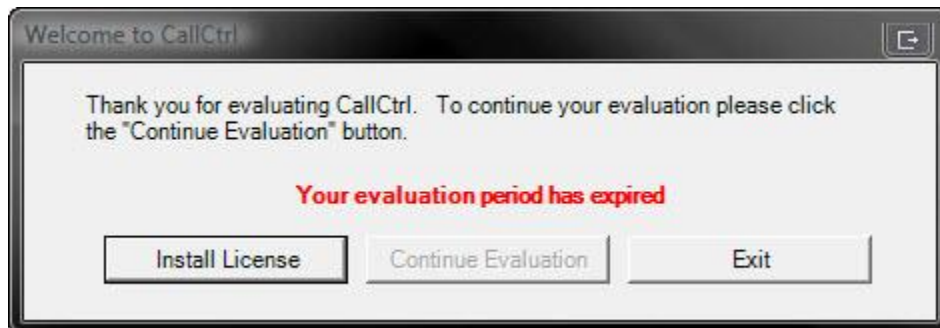 Welcome to CallCtrl
Thank you for evaluating CallCtrl.   To continue your evaluation please click
the "Continue Evaluation" button.
Your evaluation period has expired
Install License
Continue Evaluation
Exit